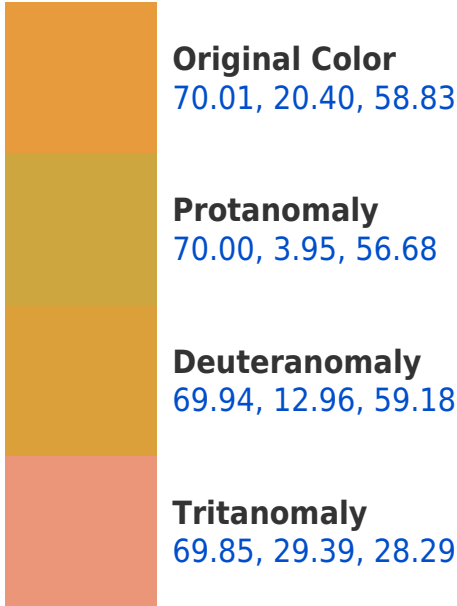 Original Color
70.01, 20.40, 58.83
Protanomaly
70.00, 3.95, 56.68
Deuteranomaly
69.94, 12.96, 59.18
Tritanomaly
69.85, 29.39, 28.29